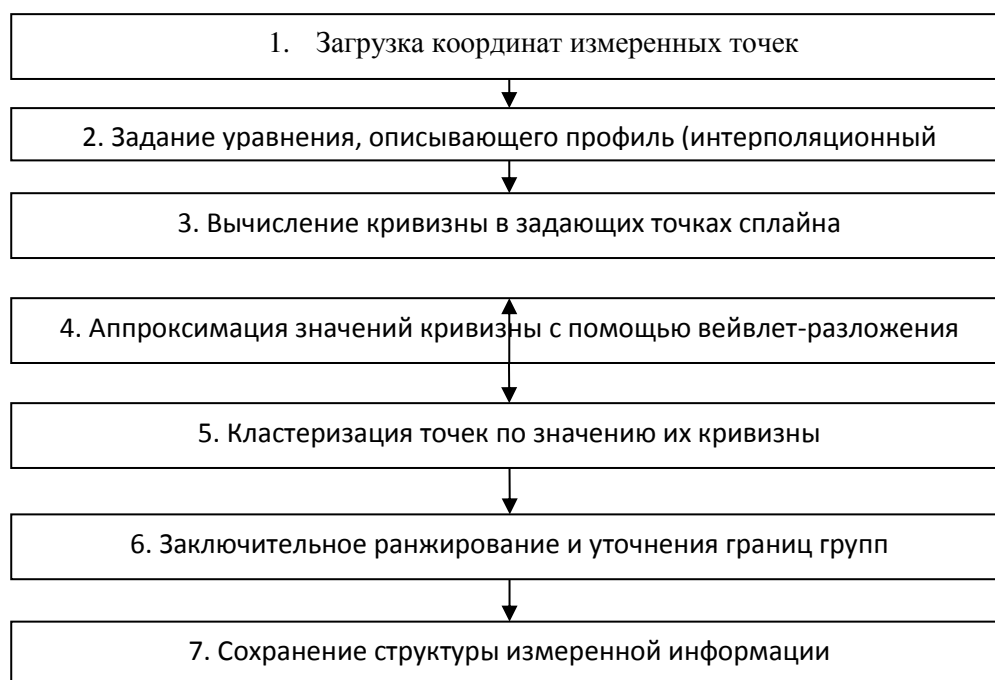 1. Загрузка координат измеренных точек
2. Задание уравнения, описывающего профиль (интерполяционный
3. Вычисление кривизны в задающих точках сплайна
4. Аппроксимация значений кривизны с помощью вейвлет-разложения
5. Кластеризация точек по значению их кривизны
6. Заключительное ранжирование и уточнения границ групп
7. Сохранение структуры измеренной информации